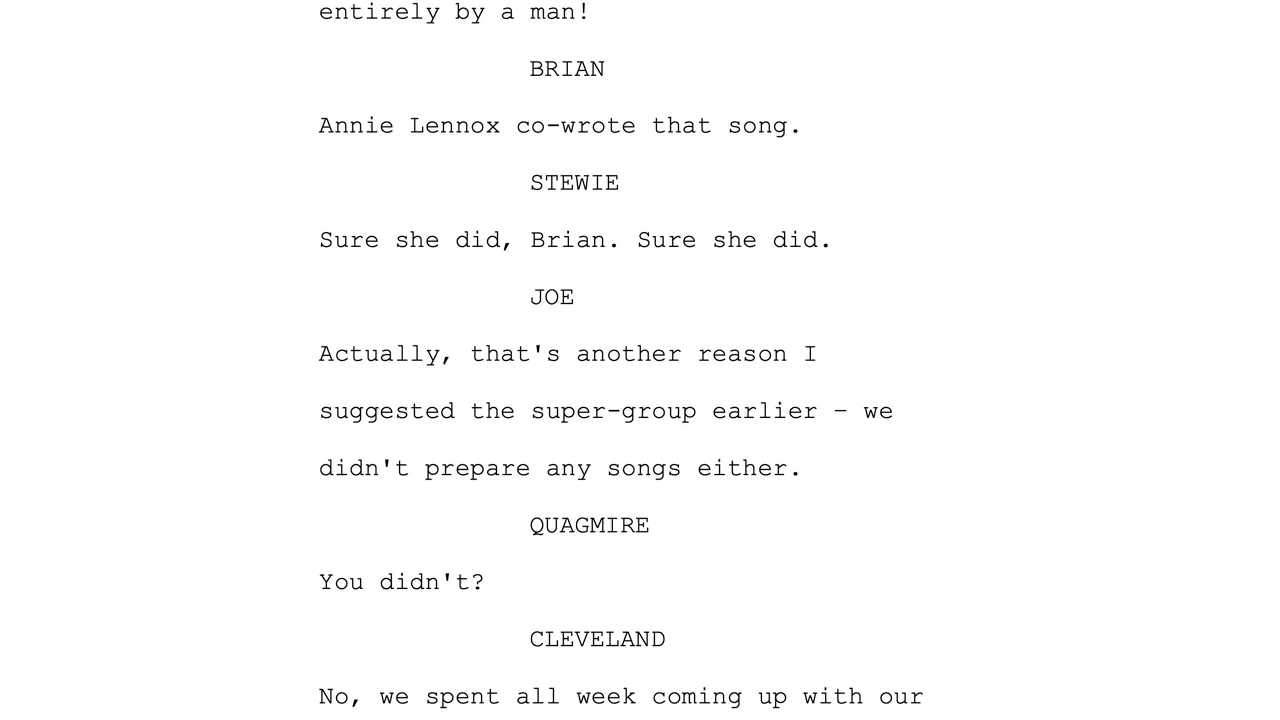 entirely by a man!
BRIAN
Annie Lennox co-wrote that song.
STEWIE
Sure she did, Brian. Sure she did.
JOE
Actually, that's another reason I
suggested the super-group earlier – we
didn't prepare any songs either.
QUAGMIRE
You didn't?
CLEVELAND
No, we spent all week coming up with our